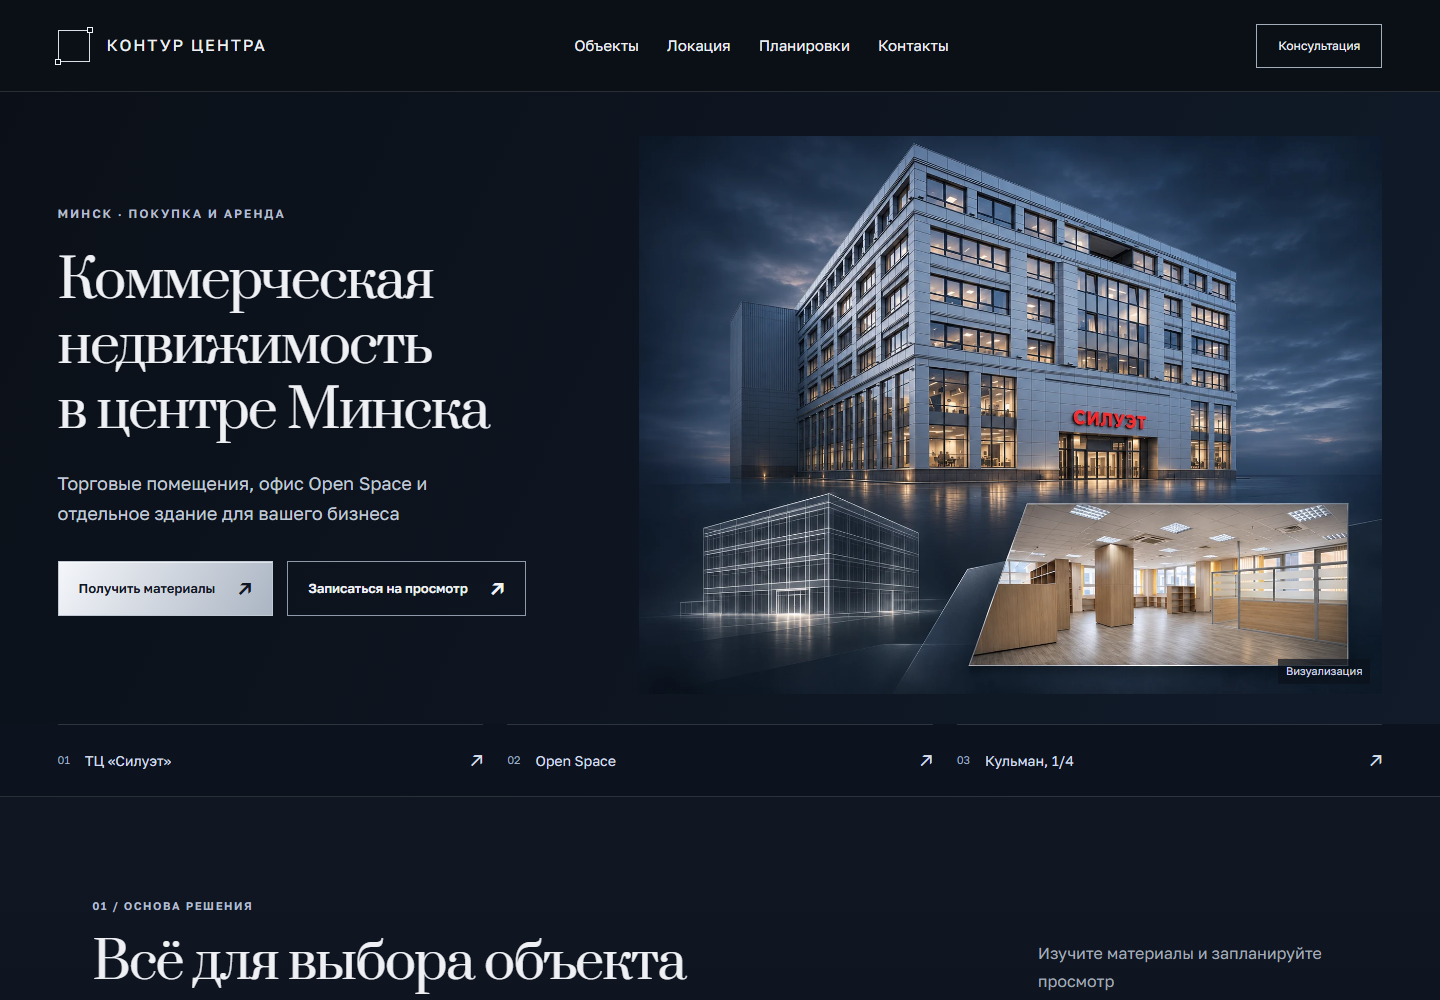 КОНТУР ЦЕНТРА
Объекты
Локация
Планировки
Контакты
Консультация
МИНСК · ПОКУПКА И АРЕНДА
Коммерческая
недвижимость
в центре Минска
Торговые помещения, офис Open Space и
отдельное здание для вашего бизнеса
Получить материалы
Записаться на просмотр
СИЛУЭТ
Визуализация
01 ТЦ «Силуэт»
02 Open Space
03 Кульман, 1/4
01 / ОСНОВА РЕШЕНИЯ
Всё для выбора объекта
Изучите материалы и запланируйте
просмотр